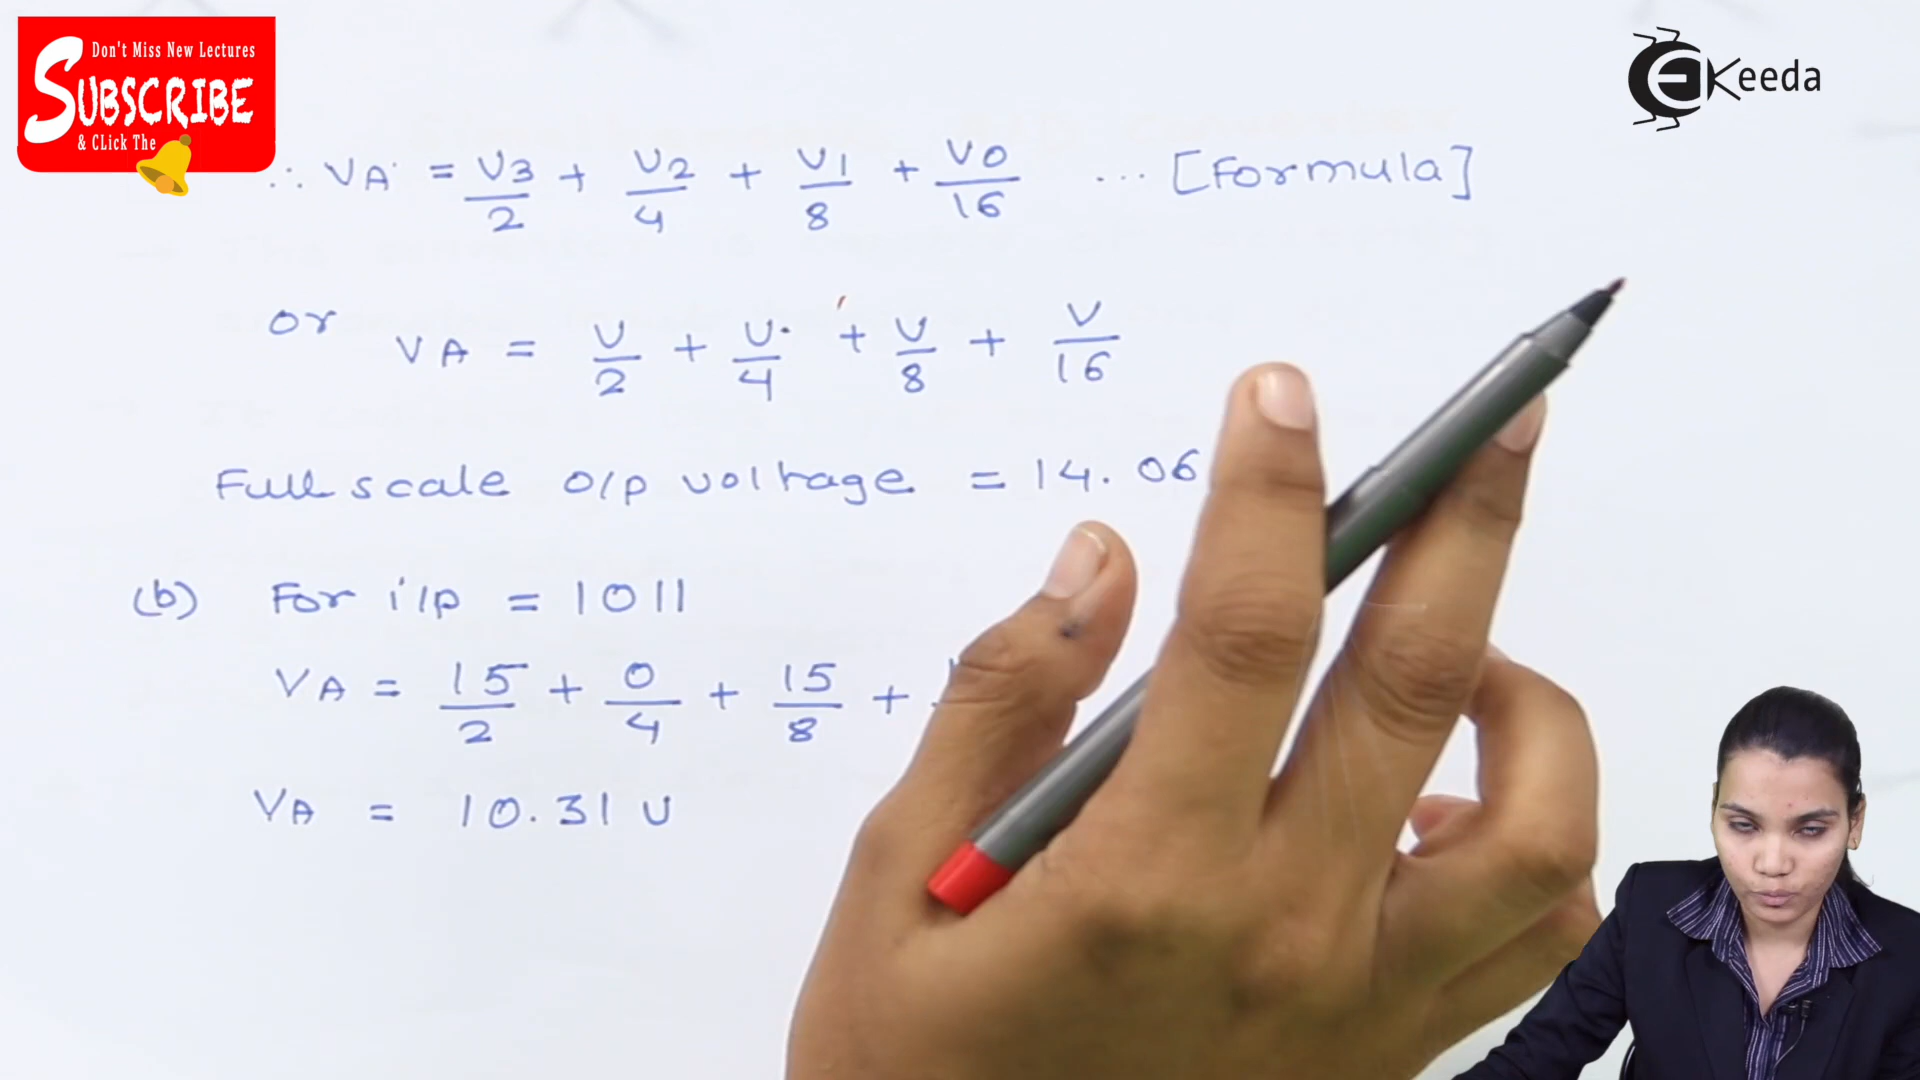 Don't Miss New Lectures
SUBSCRIBE
& CLick The
EKeeda
∴ VA = V3/2 + V2/4 + V1/8 + V0/16 ... [Formula]
or VA = V/2 + V/4 + V/8 + V/16
Full scale o/p voltage = 14.06
(b) For i/p = 1011
VA = 15/2 + 0/4 + 15/8 +
VA = 10.31 V